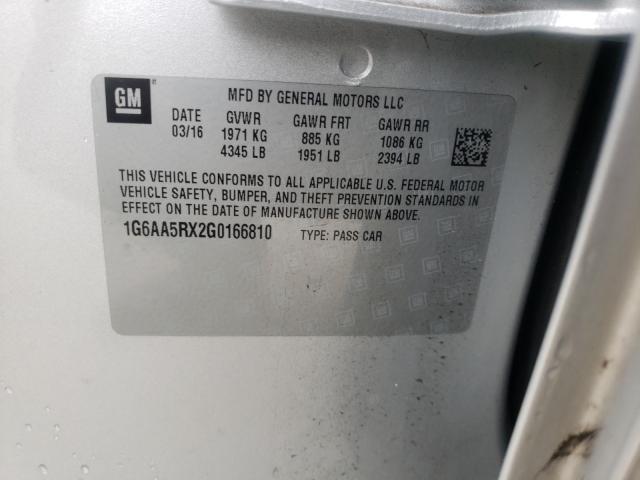 GM
MFD BY GENERAL MOTORS LLC
DATE GVWR GAWR FRT GAWR RR
03/16 1971 KG 885 KG 1086 KG
4345 LB 1951 LB 2394 LB
THIS VEHICLE CONFORMS TO ALL APPLICABLE U.S. FEDERAL MOTOR
VEHICLE SAFETY, BUMPER, AND THEFT PREVENTION STANDARDS IN
EFFECT ON THE DATE OF MANUFACTURE SHOWN ABOVE.
1G6AA5RX2G0166810 TYPE: PASS CAR